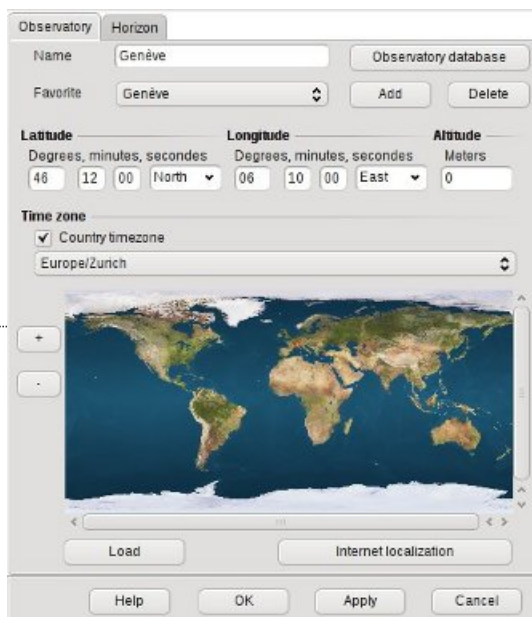 Observatory Horizon
Name Genève Observatory database
Favorite Genève Add Delete
Latitude Longitude Altitude
Degrees, minutes, secondes Degrees, minutes, secondes Meters
46 12 00 North 06 10 00 East 0
Time zone
Country timezone
Europe/Zurich
+
-
Load Internet localization
Help OK Apply Cancel